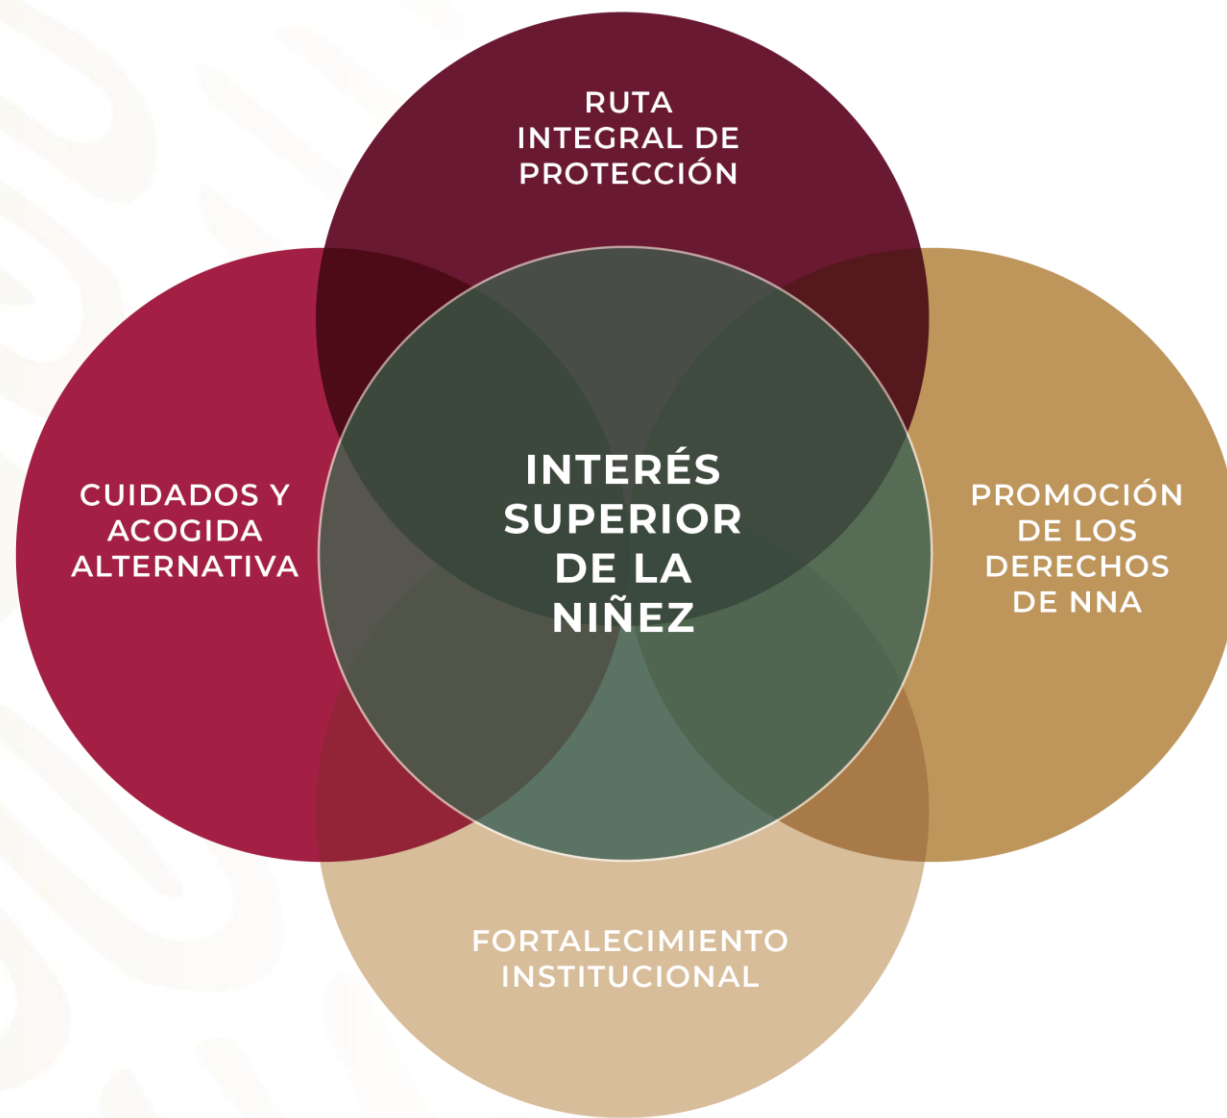 RUTA
INTEGRAL DE
PROTECCIÓN
CUIDADOS Y
ACOGIDA
ALTERNATIVA
INTERÉS
SUPERIOR
DE LA
NIÑEZ
PROMOCIÓN
DE LOS
DERECHOS
DE NNA
FORTALECIMIENTO
INSTITUCIONAL